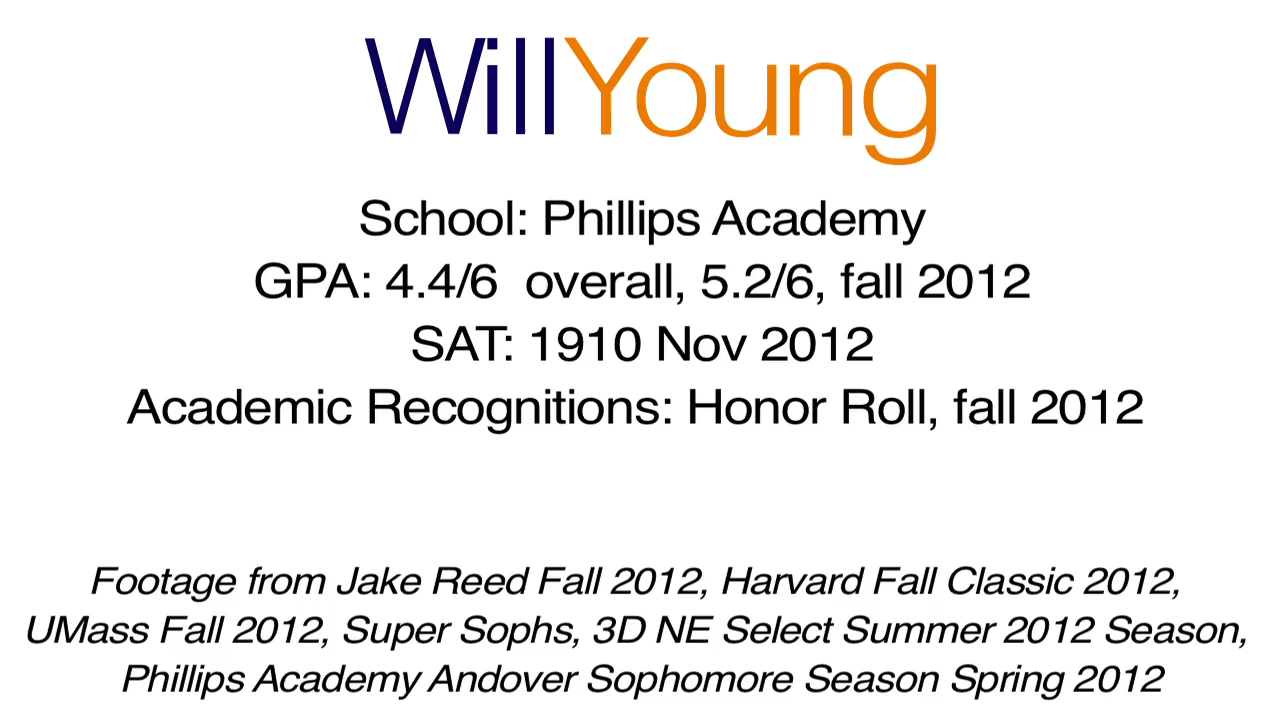 WillYoung
School: Phillips Academy
GPA: 4.4/6 overall, 5.2/6, fall 2012
SAT: 1910 Nov 2012
Academic Recognitions: Honor Roll, fall 2012
Footage from Jake Reed Fall 2012, Harvard Fall Classic 2012,
UMass Fall 2012, Super Sophs, 3D NE Select Summer 2012 Season,
Phillips Academy Andover Sophomore Season Spring 2012